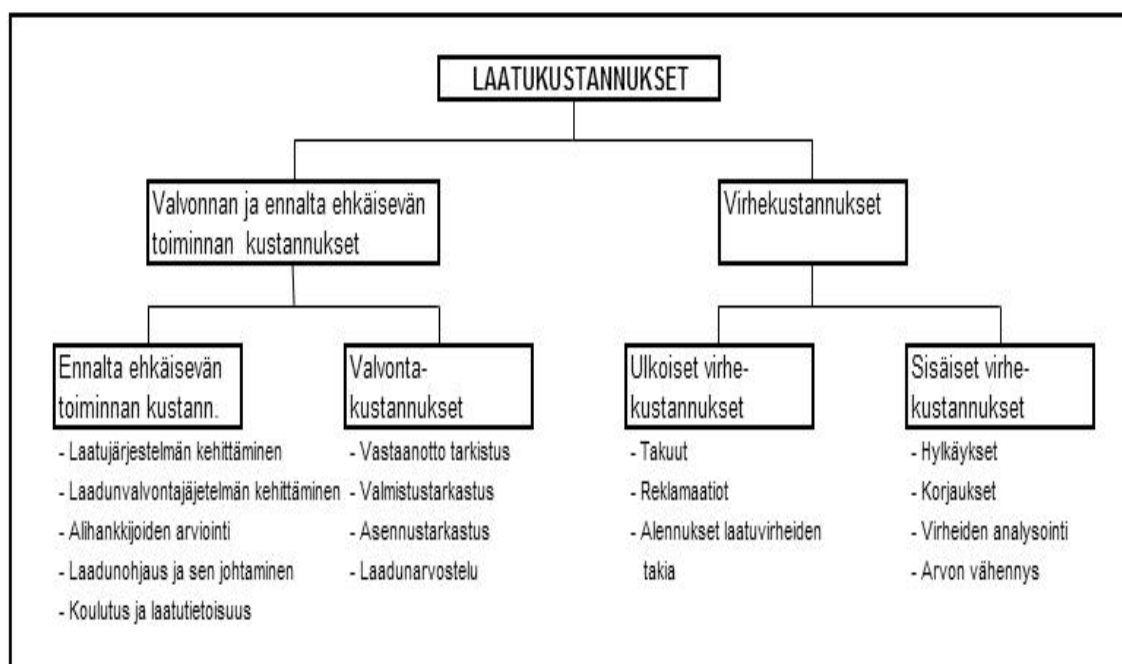 LAATUKUSTANNUKSET
Valvonnan ja ennalta ehkäisevän
toiminnan kustannukset
Virhekustannukset
Ennalta ehkäisevän
toiminnan kustann.
- Laatujärjestelmän kehittäminen
- Laadunvalvontajäjetelmän kehittäminen
- Alihankkijoiden arviointi
- Laadunohjaus ja sen johtaminen
- Koulutus ja laatutietoisuus
Valvonta-
kustannukset
- Vastaanotto tarkistus
- Valmistustarkastus
- Asennustarkastus
- Laadunarvostelu
Ulkoiset virhe-
kustannukset
- Takuut
- Reklamaatiot
- Alennukset laatuvirheiden
takia
Sisäiset virhe-
kustannukset
- Hylkäykset
- Korjaukset
- Virheiden analysointi
- Arvon vähennys